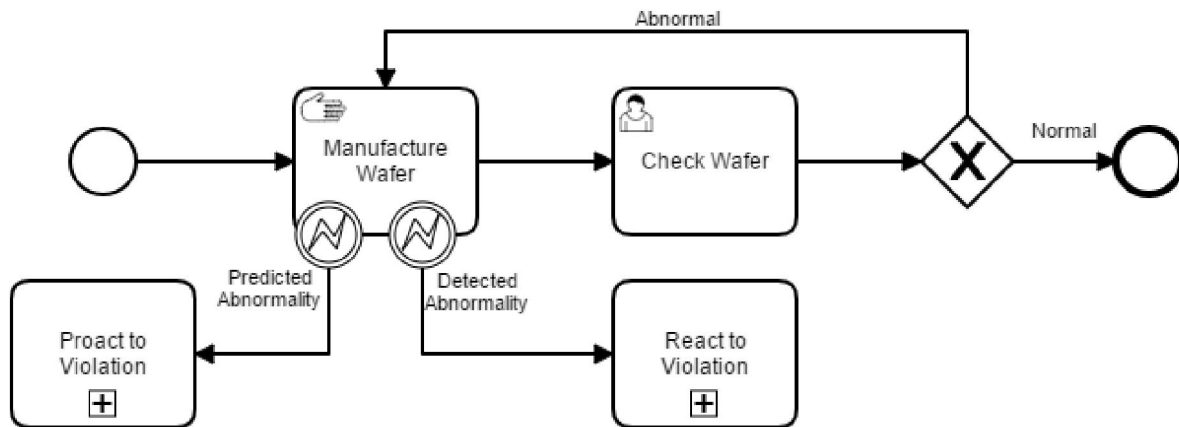 Abnormal
Manufacture
Wafer
Check Wafer
Normal
Predicted
Abnormality
Detected
Abnormality
Proact to
Violation
React to
Violation